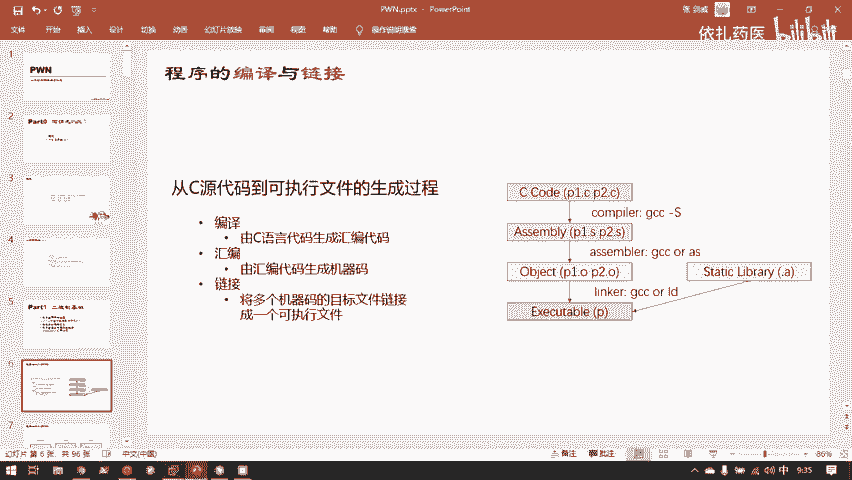 PWN.pptx - PowerPoint
文件 开始 插入 设计 切换 动画 幻灯片放映 审阅 视图 帮助 操作说明搜索
依扎药医 bilibili
1
PWN
2
3
4
5
6
7
程序的编译与链接
从C源代码到可执行文件的生成过程
• 编译
• 由C语言代码生成汇编代码
• 汇编
• 由汇编代码生成机器码
• 链接
• 将多个机器码的目标文件链接
成一个可执行文件
C Code (p1.c p2.c)
compiler: gcc -S
Assembly (p1.s p2.s)
assembler: gcc or as
Object (p1.o p2.o)
Static Library (.a)
linker: gcc or ld
Executable (p)
幻灯片 第 6 张，共 96 张 中文(中国)
备注 批注 86%
中 9:35